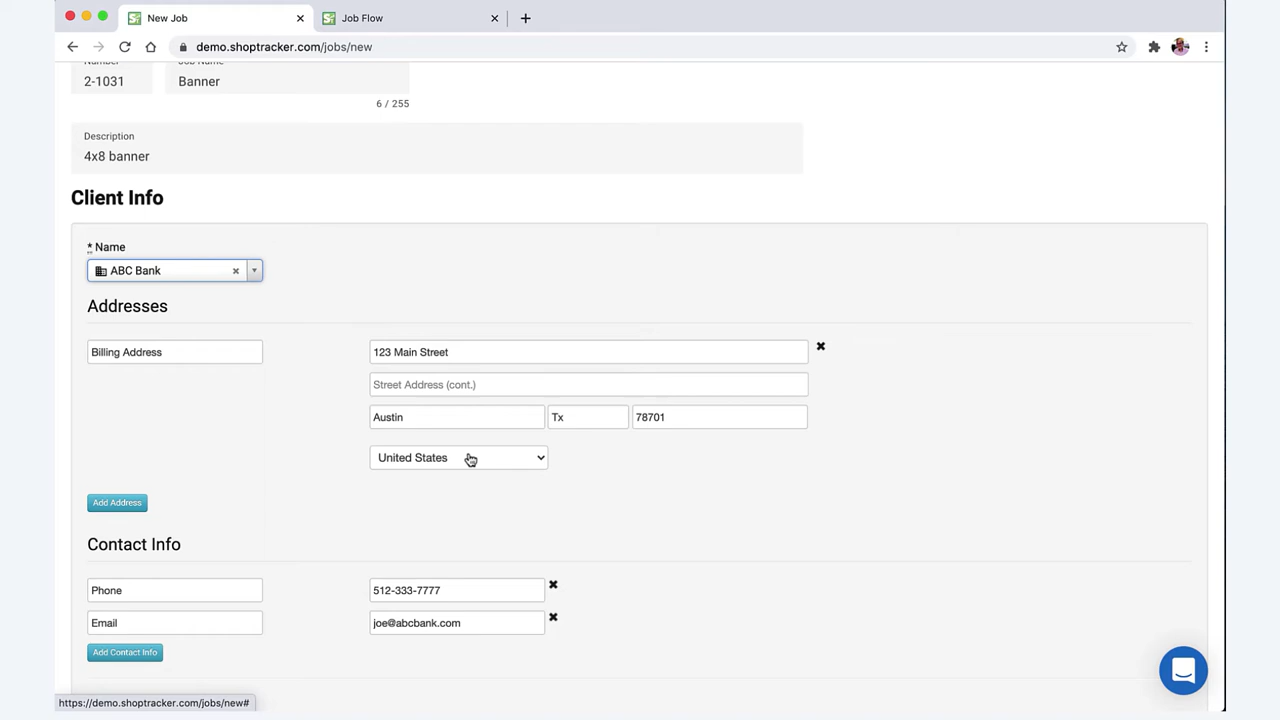 New Job
Job Flow
demo.shoptracker.com/jobs/new
Number
Job Name
2-1031
Banner
6 / 255
Description
4x8 banner
Client Info
* Name
ABC Bank
Addresses
Billing Address
123 Main Street
Street Address (cont.)
Austin
Tx
78701
United States
Add Address
Contact Info
Phone
512-333-7777
Email
joe@abcbank.com
Add Contact Info
https://demo.shoptracker.com/jobs/new#